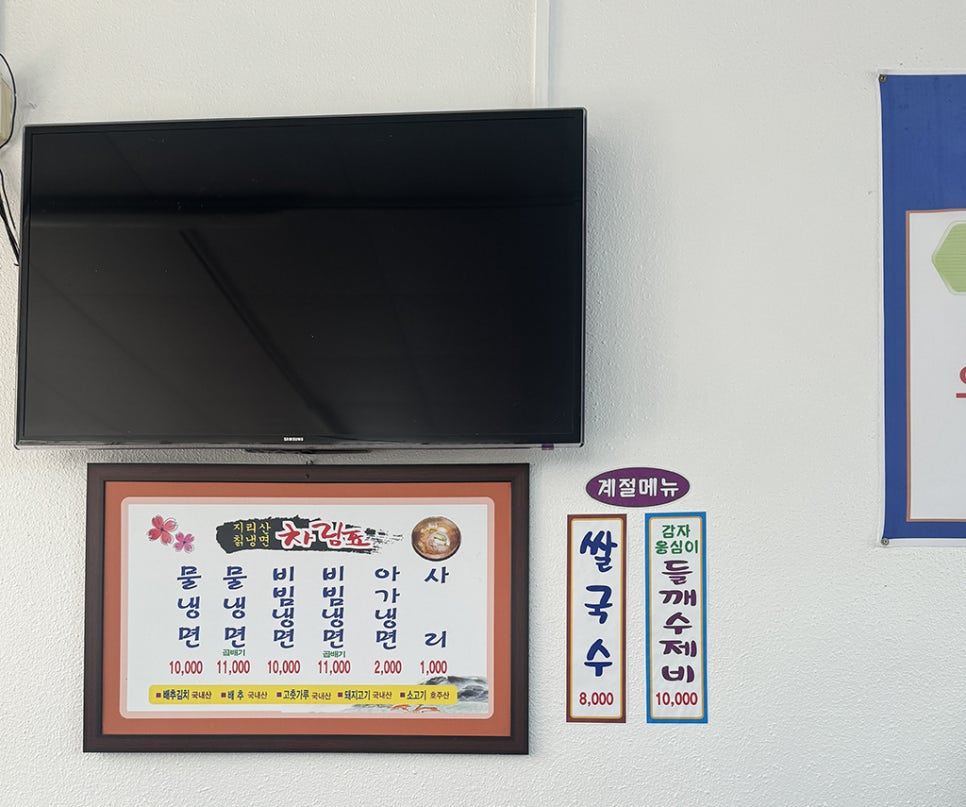 SAMSUNG
지리산
칡냉면
차림표
물냉면
10,000
물냉면
곱배기
11,000
비빔냉면
10,000
비빔냉면
곱배기
11,000
아가냉면
2,000
사리
1,000
■배추김치 국내산 ■배 추 국내산 ■고춧가루 국내산 ■돼지고기 국내산 ■소고기 호주산
계절메뉴
쌀국수
8,000
감자
옹심이
들깨수제비
10,000